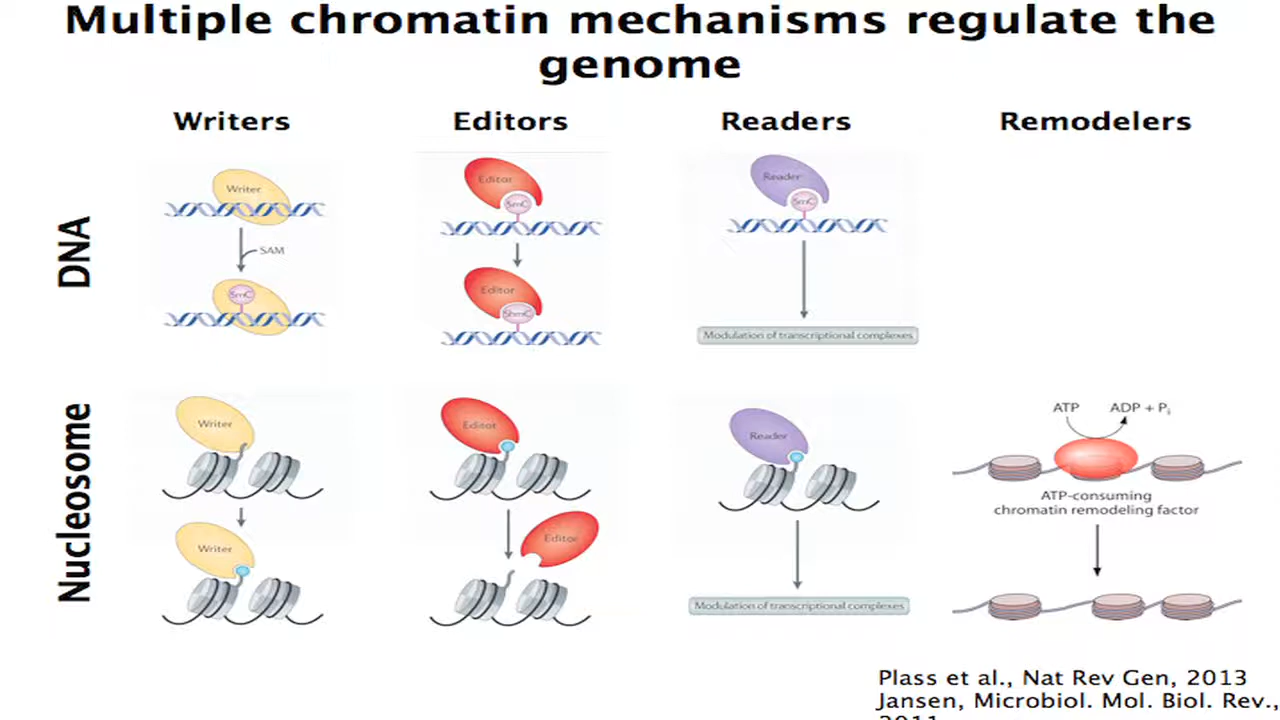 Multiple chromatin mechanisms regulate the
genome
Writers
Editors
Readers
Remodelers
DNA
Writer
SAM
5mC
Editor
5mC
Editor
5hmC
Reader
5mC
Modulation of transcriptional complexes
Nucleosome
Writer
Writer
Editor
Editor
Reader
Modulation of transcriptional complexes
ATP
ADP + Pi
ATP-consuming
chromatin remodeling factor
Plass et al., Nat Rev Gen, 2013
Jansen, Microbiol. Mol. Biol. Rev.,
2011